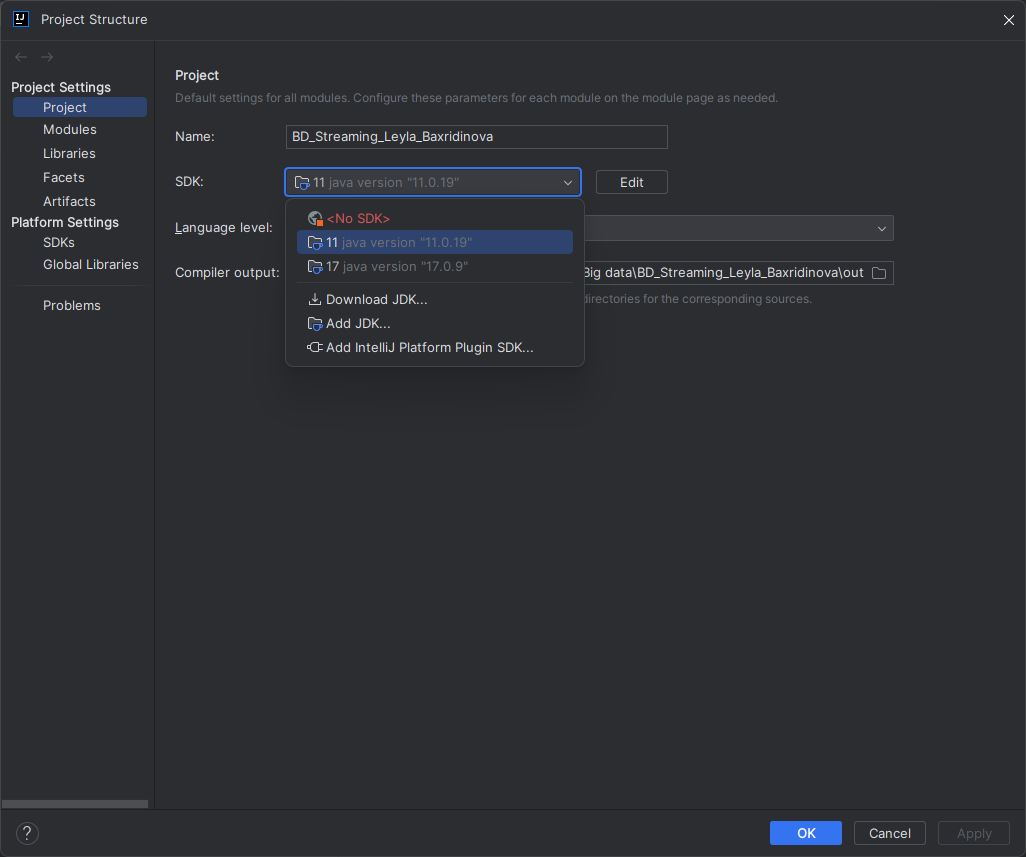 Project Structure
Project Settings
Project
Modules
Libraries
Facets
Artifacts
Platform Settings
SDKs
Global Libraries
Problems
Project
Default settings for all modules. Configure these parameters for each module on the module page as needed.
Name: BD_Streaming_Leyla_Baxridinova
SDK: 11 java version "11.0.19" Edit
<No SDK>
Language level:
11 java version "11.0.19"
17 java version "17.0.9"
Compiler output: Big data\BD_Streaming_Leyla_Baxridinova\out
directories for the corresponding sources.
Download JDK...
Add JDK...
Add IntelliJ Platform Plugin SDK...
? OK Cancel Apply